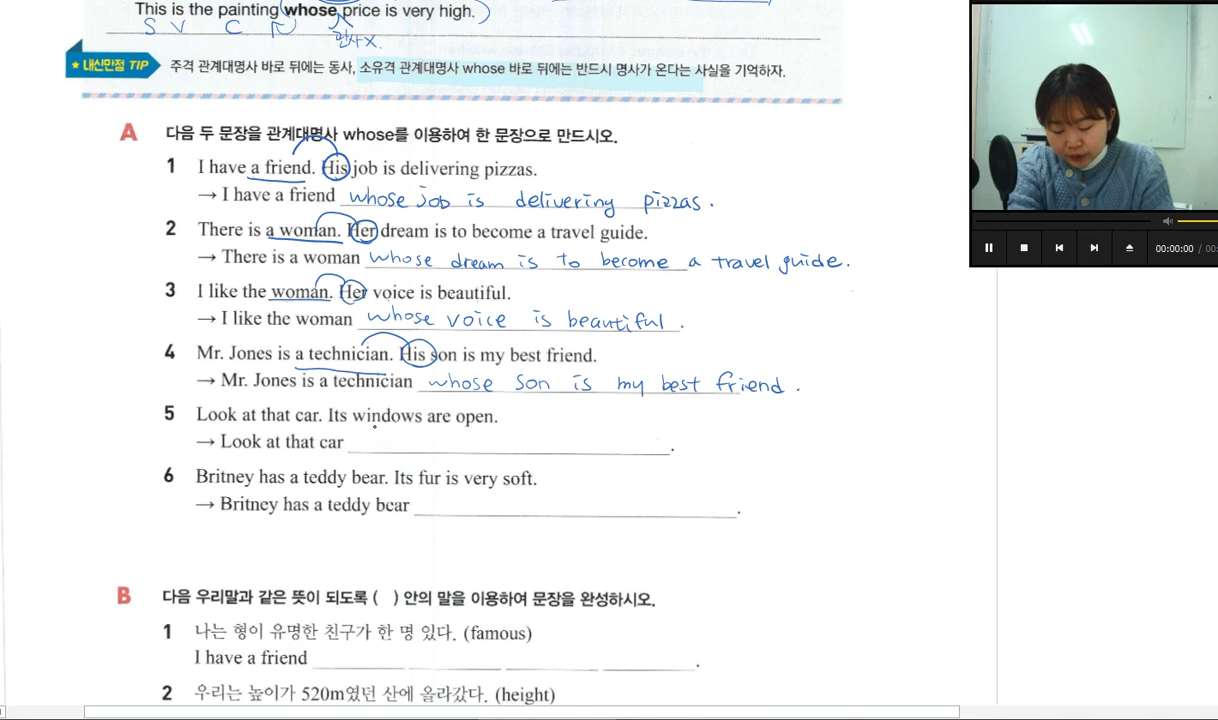 This is the painting whose price is very high.
S V C 관사X.
★ 내신만점 TIP 주격 관계대명사 바로 뒤에는 동사, 소유격 관계대명사 whose 바로 뒤에는 반드시 명사가 온다는 사실을 기억하자.
A 다음 두 문장을 관계대명사 whose를 이용하여 한 문장으로 만드시오.
1 I have a friend. His job is delivering pizzas.
→ I have a friend whose job is delivering pizzas.
2 There is a woman. Her dream is to become a travel guide.
→ There is a woman whose dream is to become a travel guide.
3 I like the woman. Her voice is beautiful.
→ I like the woman whose voice is beautiful.
4 Mr. Jones is a technician. His son is my best friend.
→ Mr. Jones is a technician whose son is my best friend.
5 Look at that car. Its windows are open.
→ Look at that car .
6 Britney has a teddy bear. Its fur is very soft.
→ Britney has a teddy bear .
B 다음 우리말과 같은 뜻이 되도록 ( ) 안의 말을 이용하여 문장을 완성하시오.
1 나는 형이 유명한 친구가 한 명 있다. (famous)
I have a friend .
2 우리는 높이가 520m였던 산에 올라갔다. (height)
00:00:00 / 00: